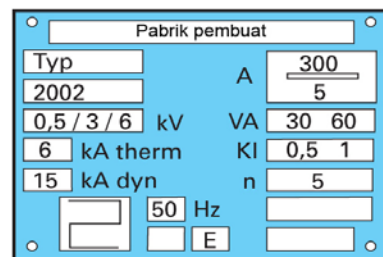 Pabrik pembuat
Typ
A 300
5
2002
0,5 / 3 / 6 kV VA 30 60
6 kA therm KI 0,5 1
15 kA dyn n 5
50 Hz
E